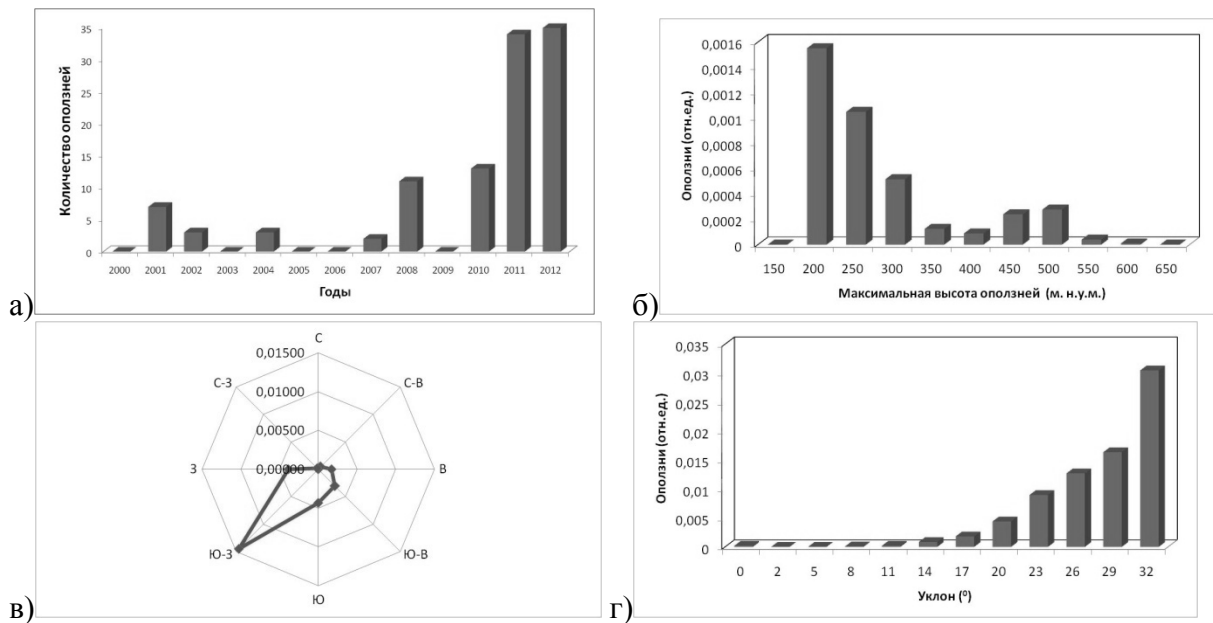 35
30
25
20
15
10
5
0
Количество оползней
2000 2001 2002 2003 2004 2005 2006 2007 2008 2009 2010 2011 2012
Годы
а)
0,0016
0,0014
0,0012
0,001
0,0008
0,0006
0,0004
0,0002
0
Оползни (отн.ед.)
150 200 250 300 350 400 450 500 550 600 650
Максимальная высота оползней (м. н.у.м.)
б)
С
С-В
В
Ю-В
Ю
Ю-З
З
С-З
0,01500
0,01000
0,00500
0,00000
в)
0,035
0,03
0,025
0,02
0,015
0,01
0,005
0
Оползни (отн.ед.)
0 2 5 8 11 14 17 20 23 26 29 32
Уклон (⁰)
г)